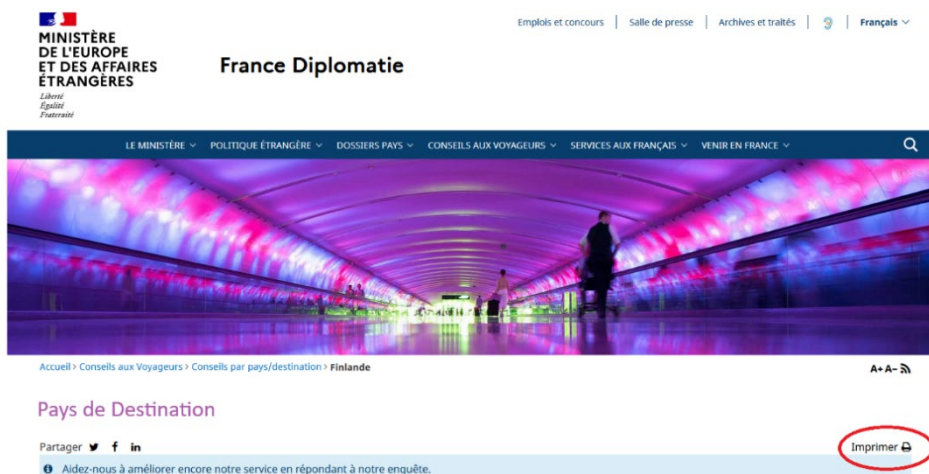 Emplois et concours | Salle de presse | Archives et traités | | Français
MINISTÈRE
DE L'EUROPE
ET DES AFFAIRES
ÉTRANGÈRES
Liberté
Égalité
Fraternité
France Diplomatie
LE MINISTÈRE POLITIQUE ÉTRANGÈRE DOSSIERS PAYS CONSEILS AUX VOYAGEURS SERVICES AUX FRANÇAIS VENIR EN FRANCE
Accueil > Conseils aux Voyageurs > Conseils par pays/destination > Finlande
A+ A-
Pays de Destination
Partager
Imprimer
Aidez-nous à améliorer encore notre service en répondant à notre enquête.